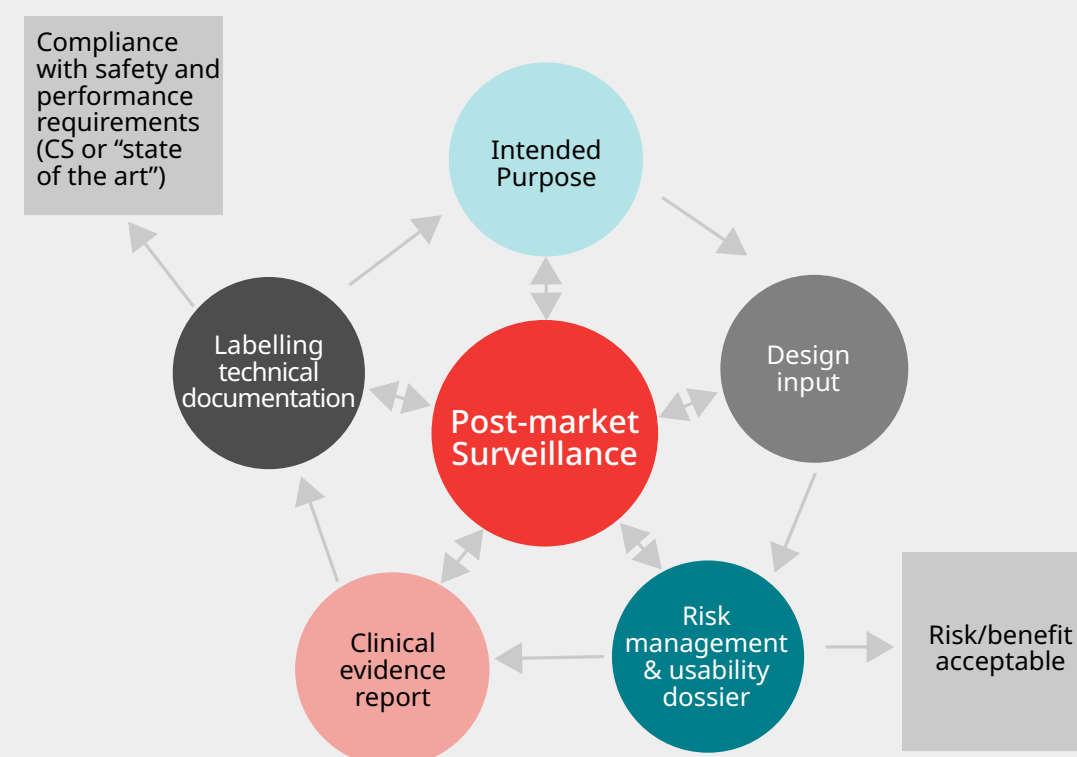 Compliance
with safety and
performance
requirements
(CS or “state
of the art”)
Intended
Purpose
Labelling
technical
documentation
Design
input
Post-market
Surveillance
Clinical
evidence
report
Risk
management
& usability
dossier
Risk/benefit
acceptable